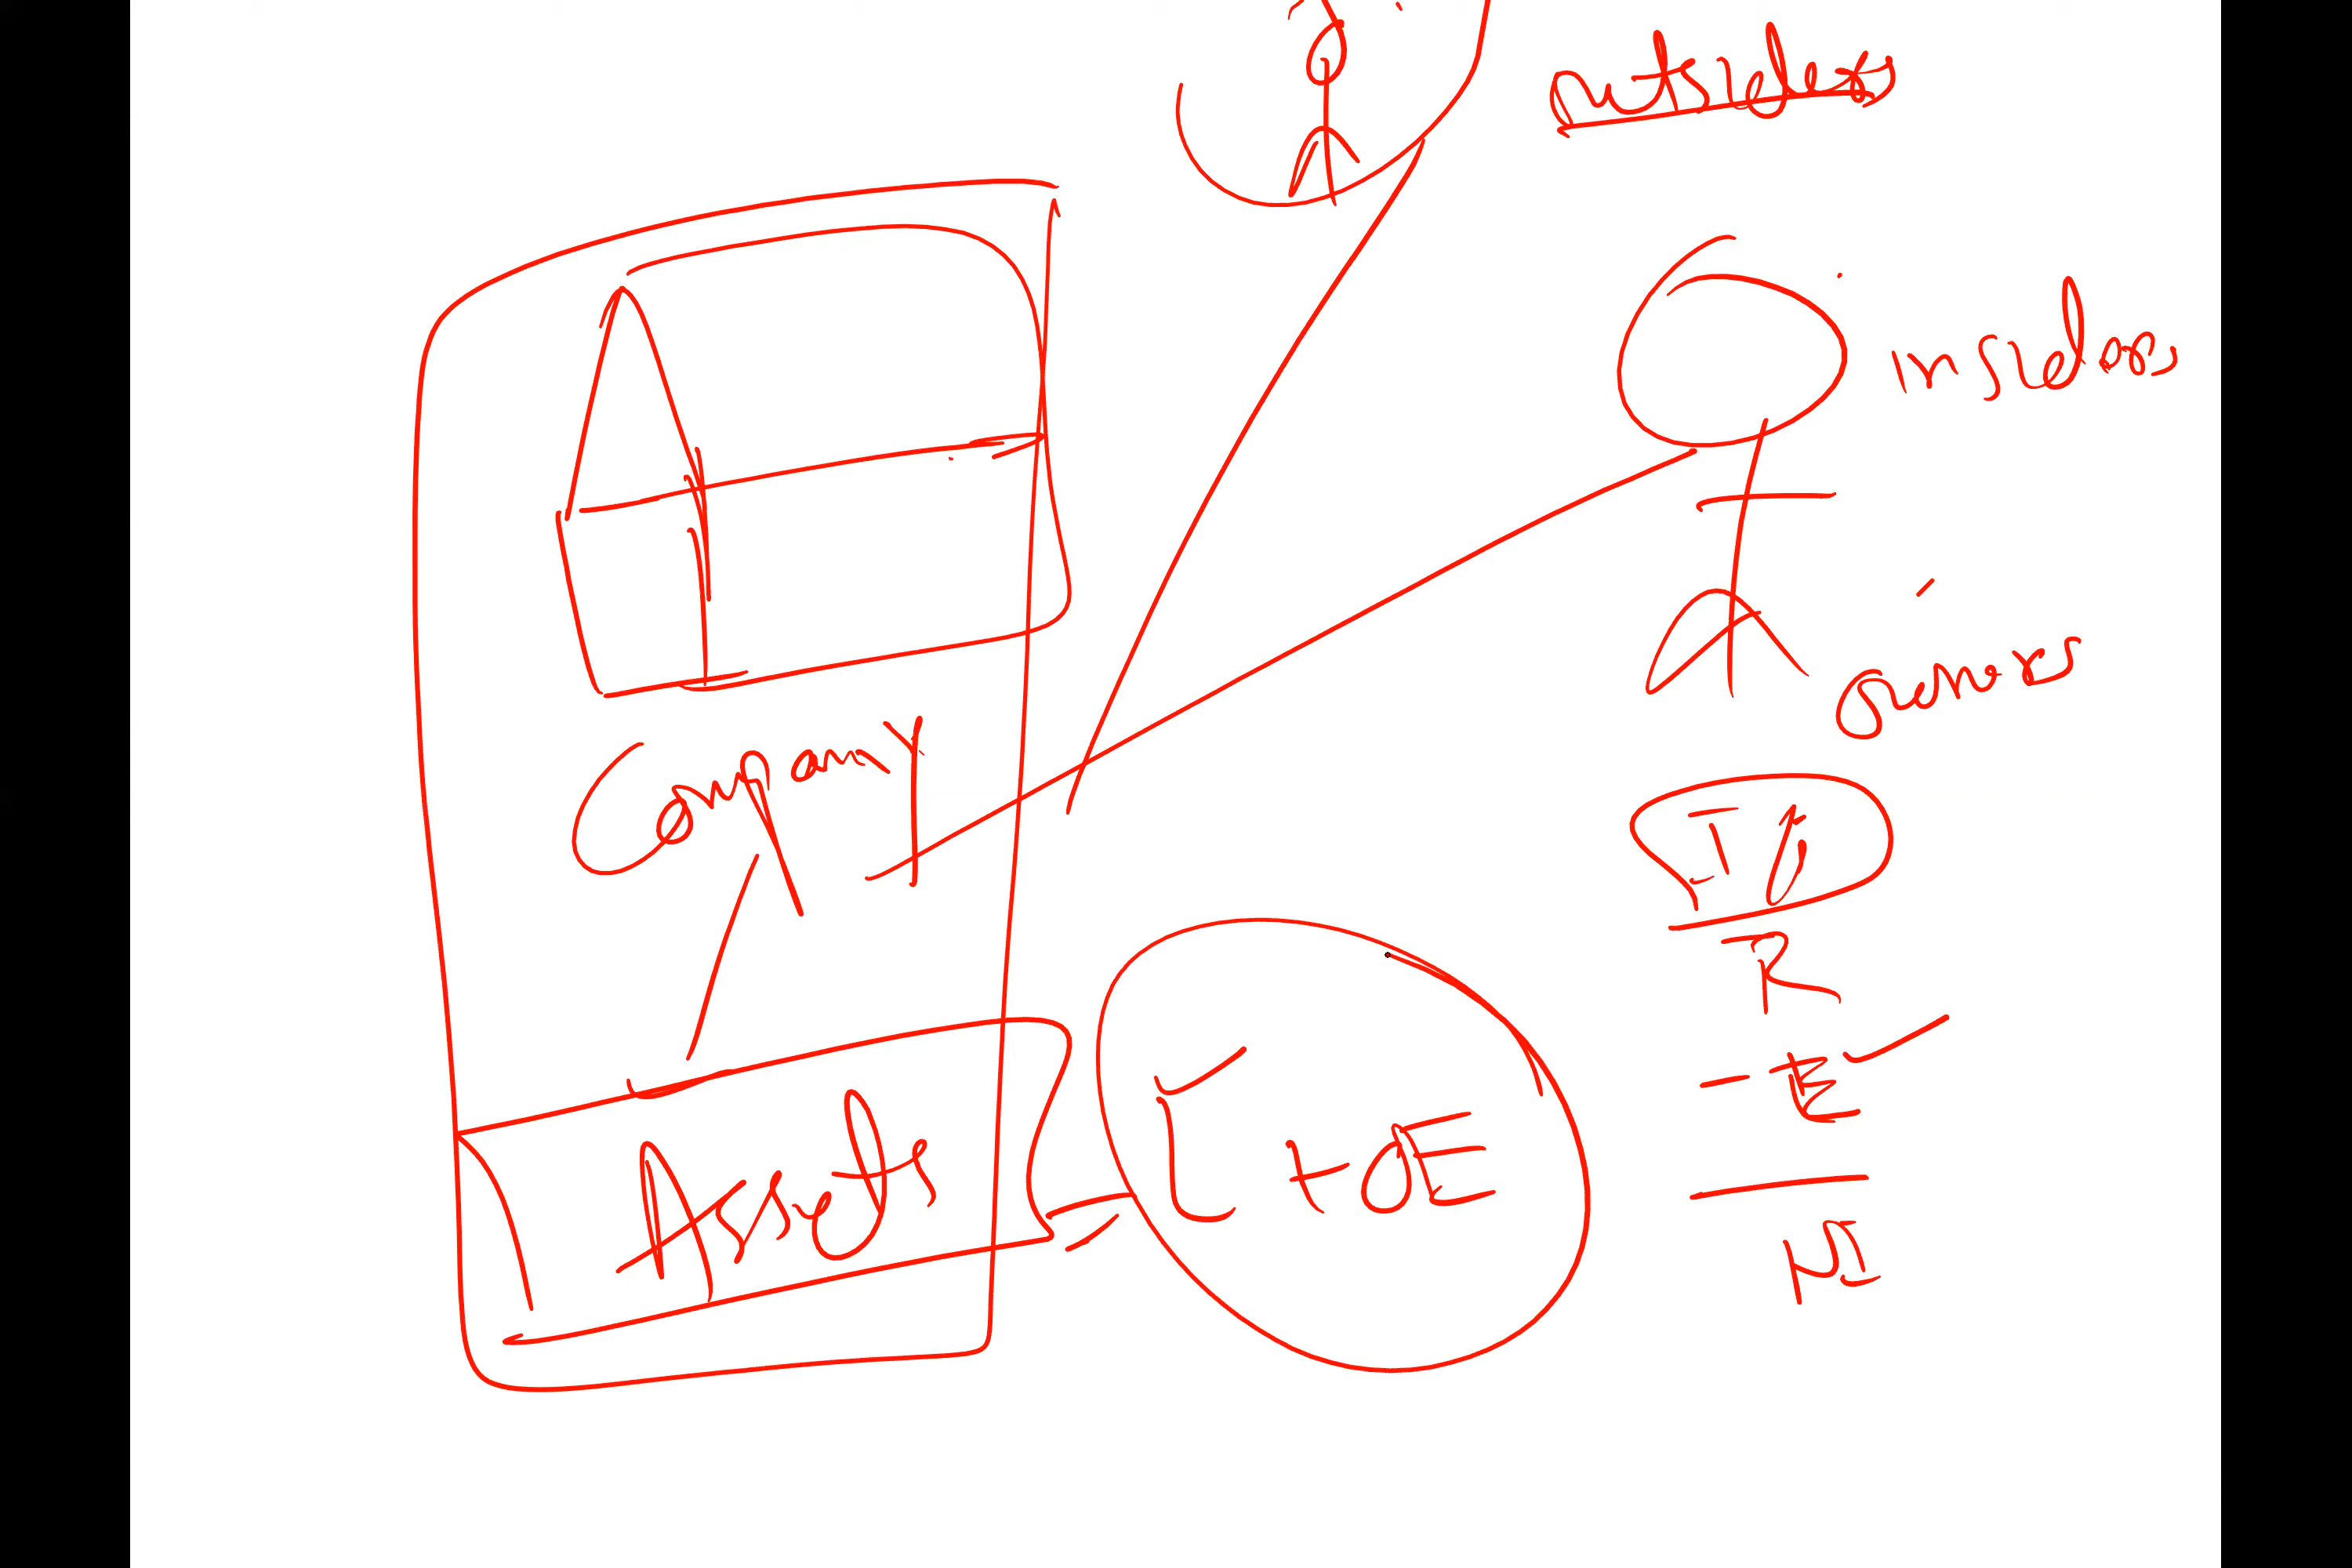 outsiders
insiders
owners
Company
I/S
R
- E
NI
Assets
= L + OE